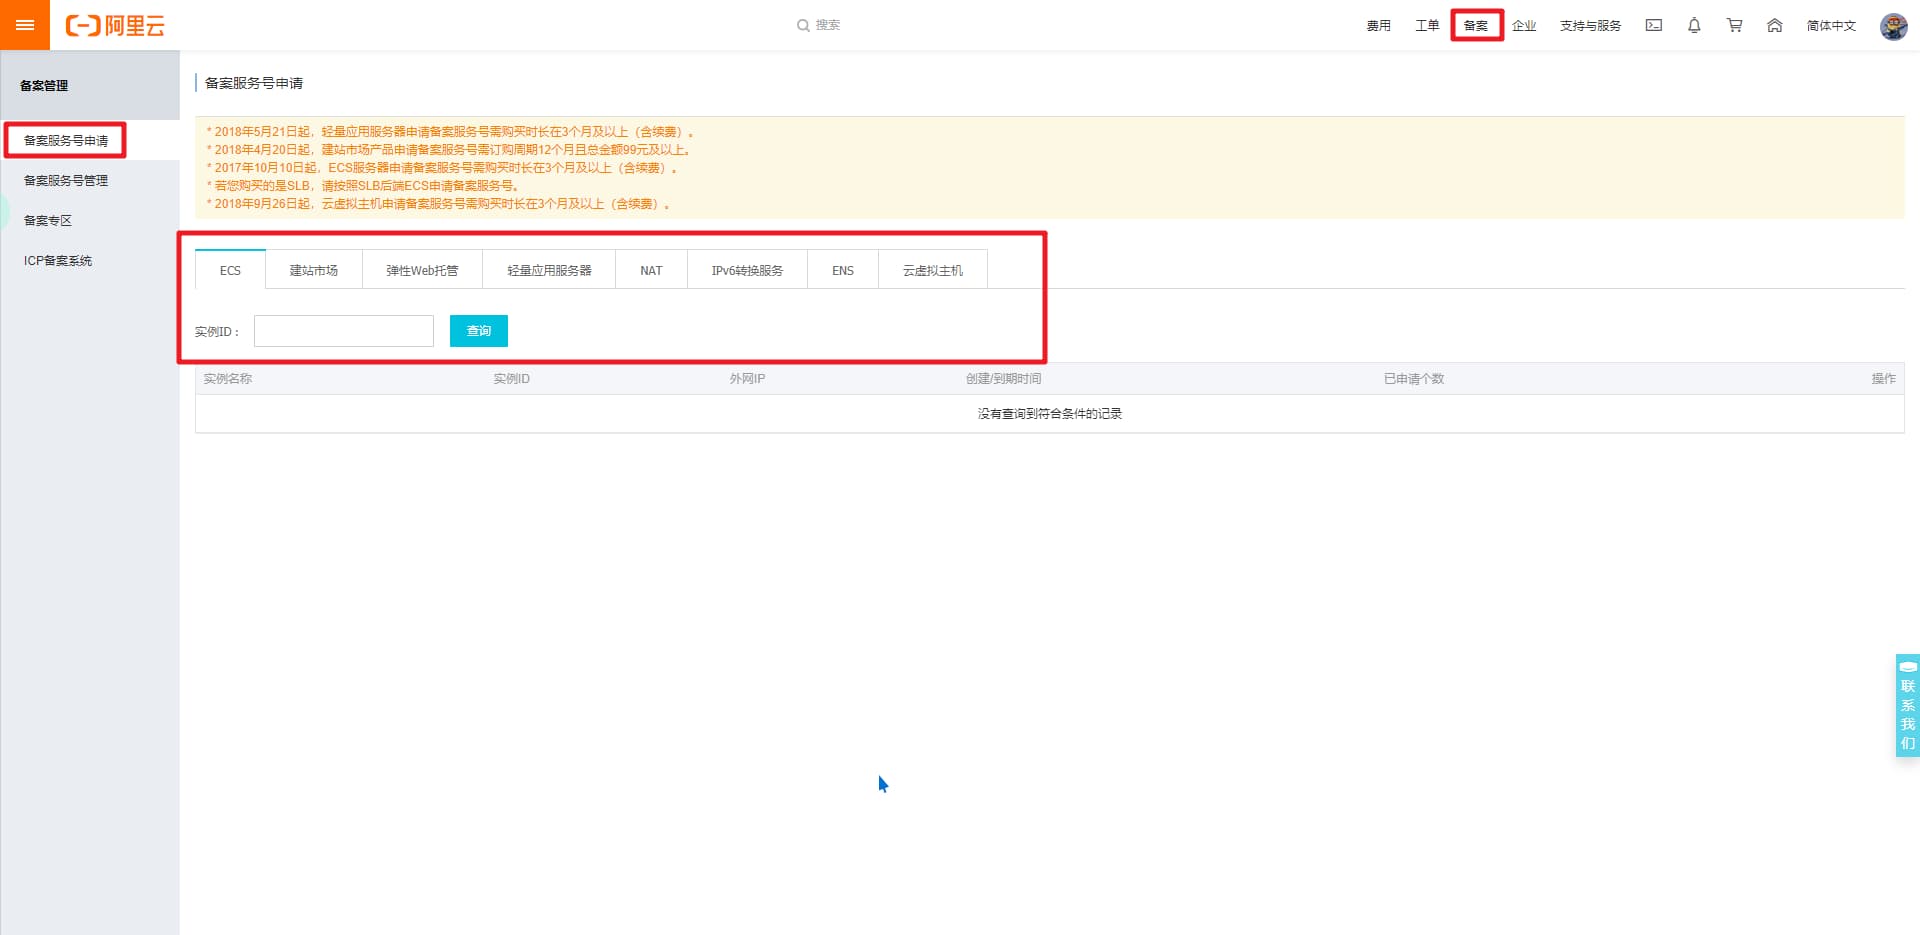 阿里云
搜索
费用
工单
备案
企业
支持与服务
简体中文
备案管理
备案服务号申请
备案服务号管理
备案专区
ICP备案系统
备案服务号申请
* 2018年5月21日起，轻量应用服务器申请备案服务号需购买时长在3个月及以上（含续费）。
* 2018年4月20日起，建站市场产品申请备案服务号需订购周期12个月且总金额99元及以上。
* 2017年10月10日起，ECS服务器申请备案服务号需购买时长在3个月及以上（含续费）。
* 若您购买的是SLB，请按照SLB后端ECS申请备案服务号。
* 2018年9月26日起，云虚拟主机申请备案服务号需购买时长在3个月及以上（含续费）。
ECS
建站市场
弹性Web托管
轻量应用服务器
NAT
IPv6转换服务
ENS
云虚拟主机
实例ID：
查询
实例名称
实例ID
外网IP
创建/到期时间
已申请个数
操作
没有查询到符合条件的记录
联系我们